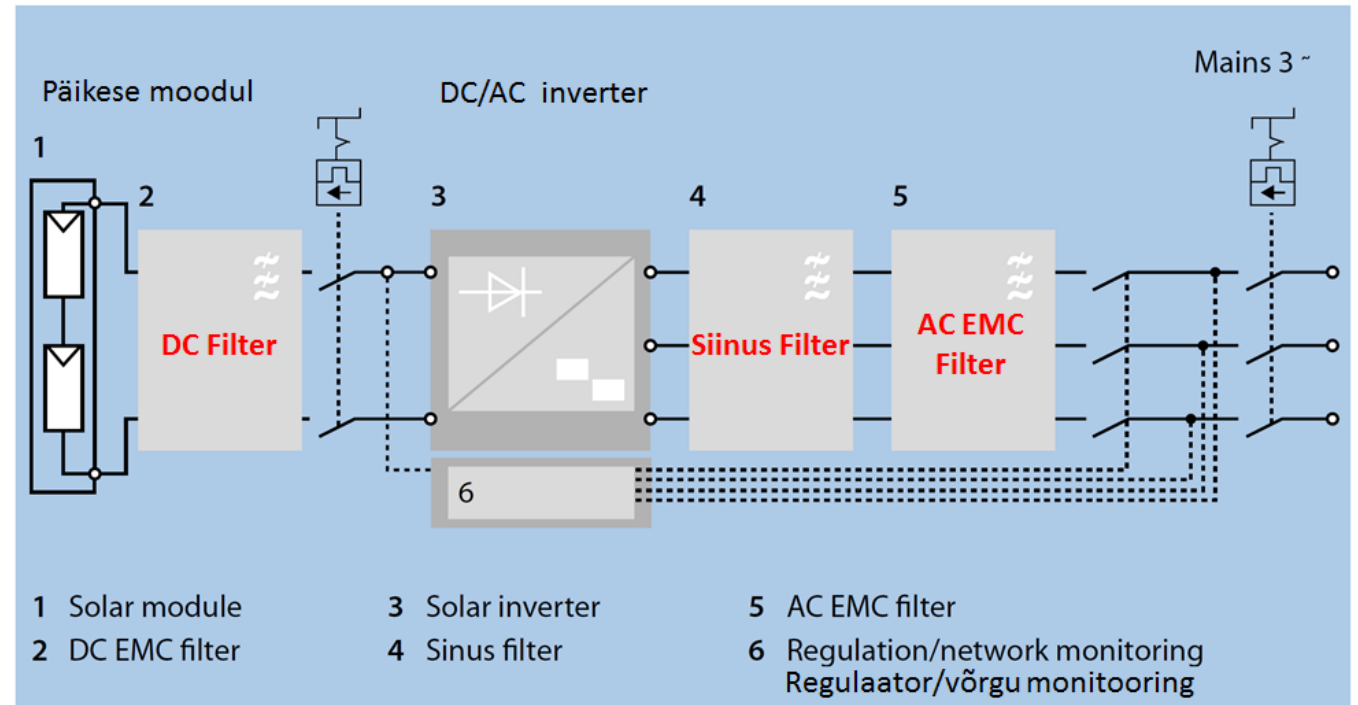 Mains 3 ~
Päikese moodul
DC/AC inverter
1
2
3
4
5
DC Filter
Siinus Filter
AC EMC
Filter
6
1 Solar module
2 DC EMC filter
3 Solar inverter
4 Sinus filter
5 AC EMC filter
6 Regulation/network monitoring
Regulaator/võrgu monitooring